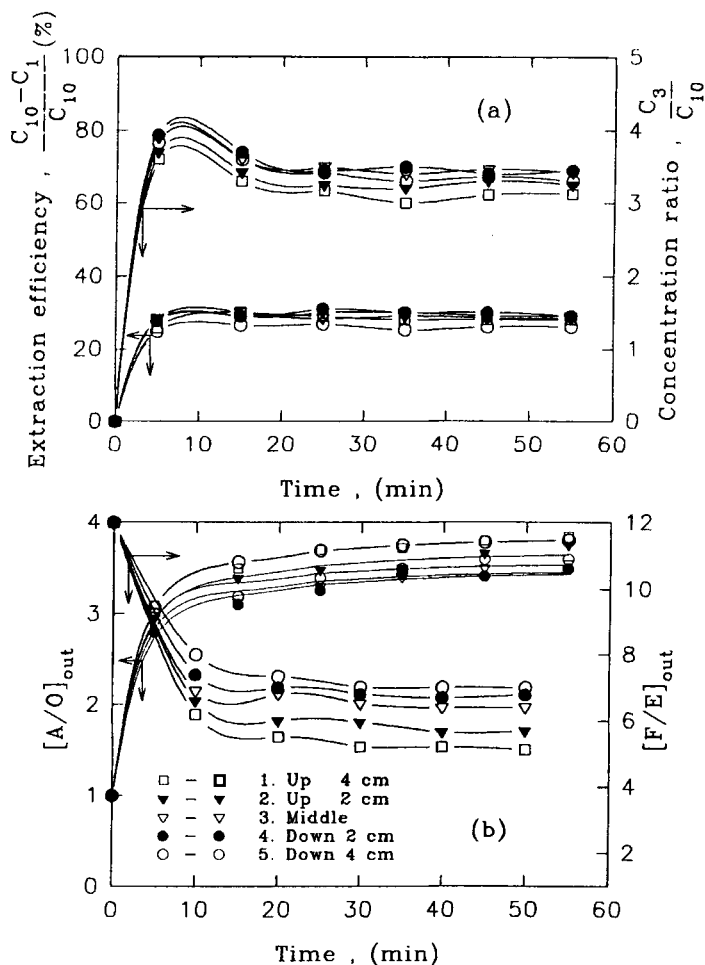 Extraction efficiency , C10−C1 / C10 (%)
100
80
60
40
20
0
(a)
5
4
3
2
1
0
Concentration ratio , C3 / C10
0 10 20 30 40 50 60
Time , (min)
[A/O]out
4
3
2
1
0
12
10
8
6
4
2
[F/E]out
□ − □ 1. Up 4 cm
▼ − ▼ 2. Up 2 cm
▽ − ▽ 3. Middle
● − ● 4. Down 2 cm
○ − ○ 5. Down 4 cm
(b)
0 10 20 30 40 50 60
Time , (min)